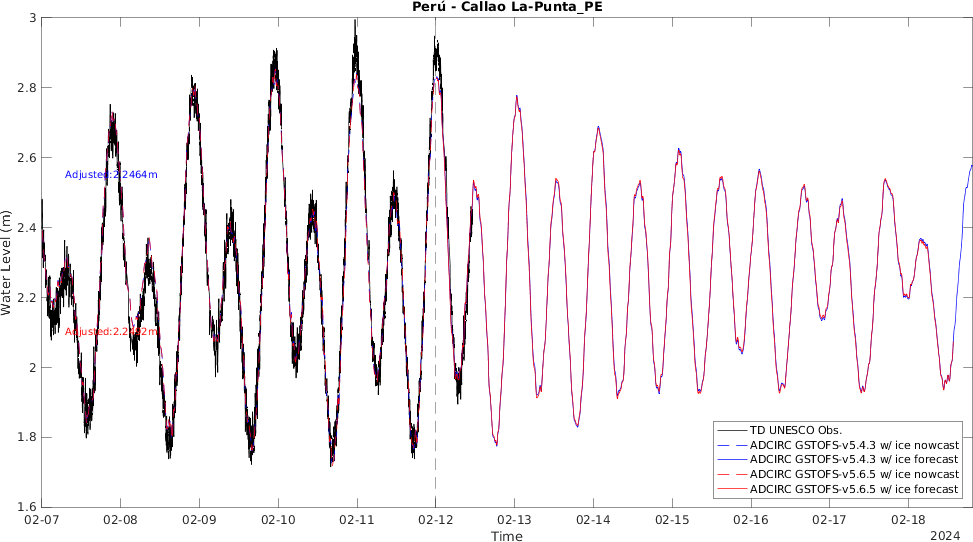 Perú - Callao La-Punta_PE
3
2.8
2.6
2.4
2.2
2
1.8
1.6
Water Level (m)
Adjusted:2.2464m
TD UNESCO Obs.
ADCIRC GSTOFS-v5.4.3 w/ ice nowcast
ADCIRC GSTOFS-v5.4.3 w/ ice forecast
ADCIRC GSTOFS-v5.6.5 w/ ice nowcast
ADCIRC GSTOFS-v5.6.5 w/ ice forecast
02-07 02-08 02-09 02-10 02-11 02-12 02-13 02-14 02-15 02-16 02-17 02-18
Time
2024